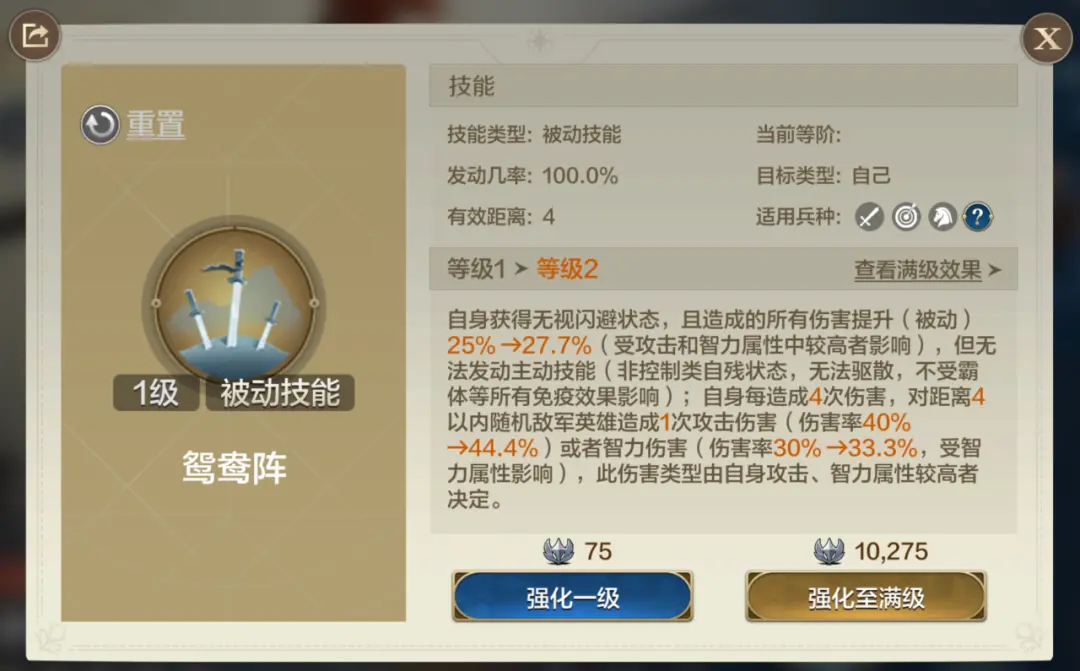 重置
1级
被动技能
鸳鸯阵
技能
技能类型: 被动技能
当前等阶:
发动几率: 100.0%
目标类型: 自己
有效距离: 4
适用兵种:
?
等级1 > 等级2
查看满级效果 >
自身获得无视闪避状态，且造成的所有伤害提升（被动）
25%→27.7%（受攻击和智力属性中较高者影响），但无
法发动主动技能（非控制类自残状态，无法驱散，不受霸
体等所有免疫效果影响）；自身每造成4次伤害，对距离4
以内随机敌军英雄造成1次攻击伤害（伤害率40%
→44.4%）或者智力伤害（伤害率30%→33.3%，受智
力属性影响），此伤害类型由自身攻击、智力属性较高者
决定。
75
10,275
强化一级
强化至满级
X